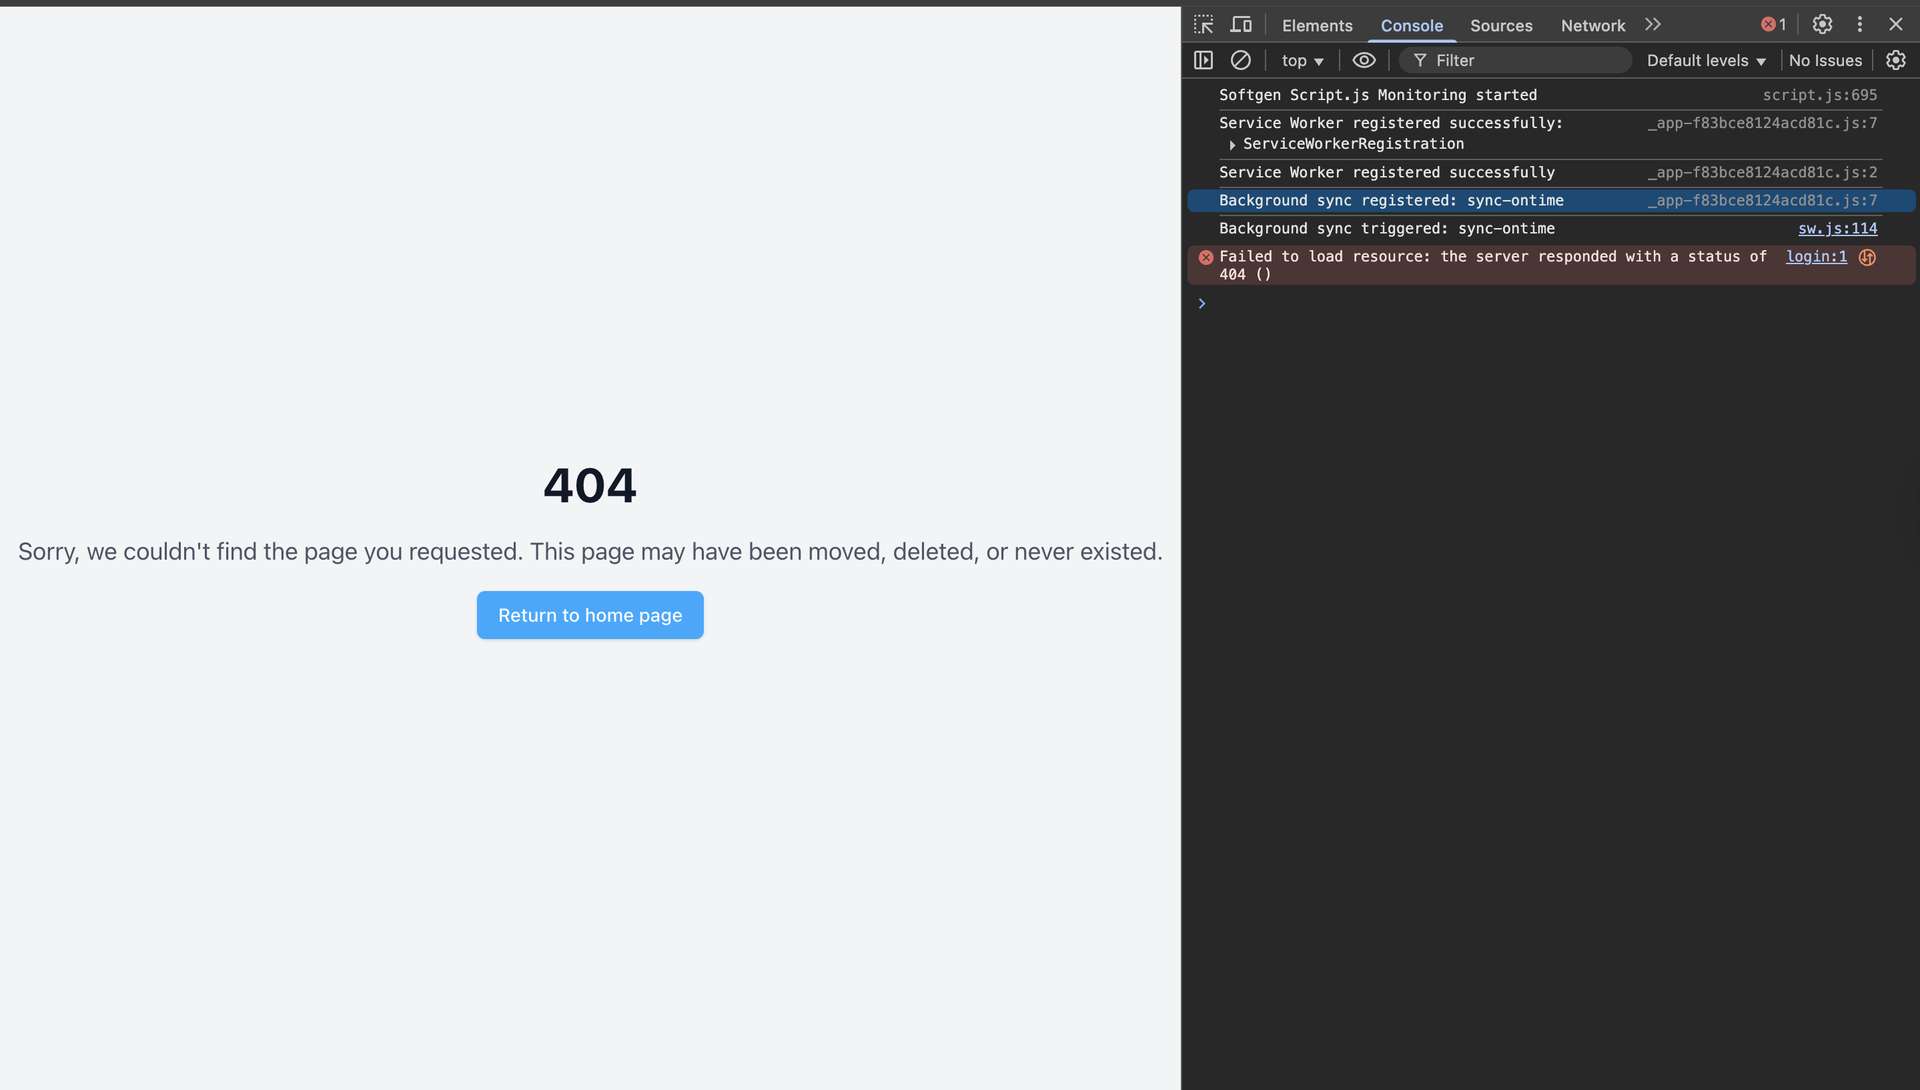 404
Sorry, we couldn't find the page you requested. This page may have been moved, deleted, or never existed.
Return to home page
Elements Console Sources Network 1
top Filter Default levels No Issues
Softgen Script.js Monitoring started script.js:695
Service Worker registered successfully: _app-f83bce8124acd81c.js:7
ServiceWorkerRegistration
Service Worker registered successfully _app-f83bce8124acd81c.js:2
Background sync registered: sync-ontime _app-f83bce8124acd81c.js:7
Background sync triggered: sync-ontime sw.js:114
Failed to load resource: the server responded with a status of login:1
404 ()